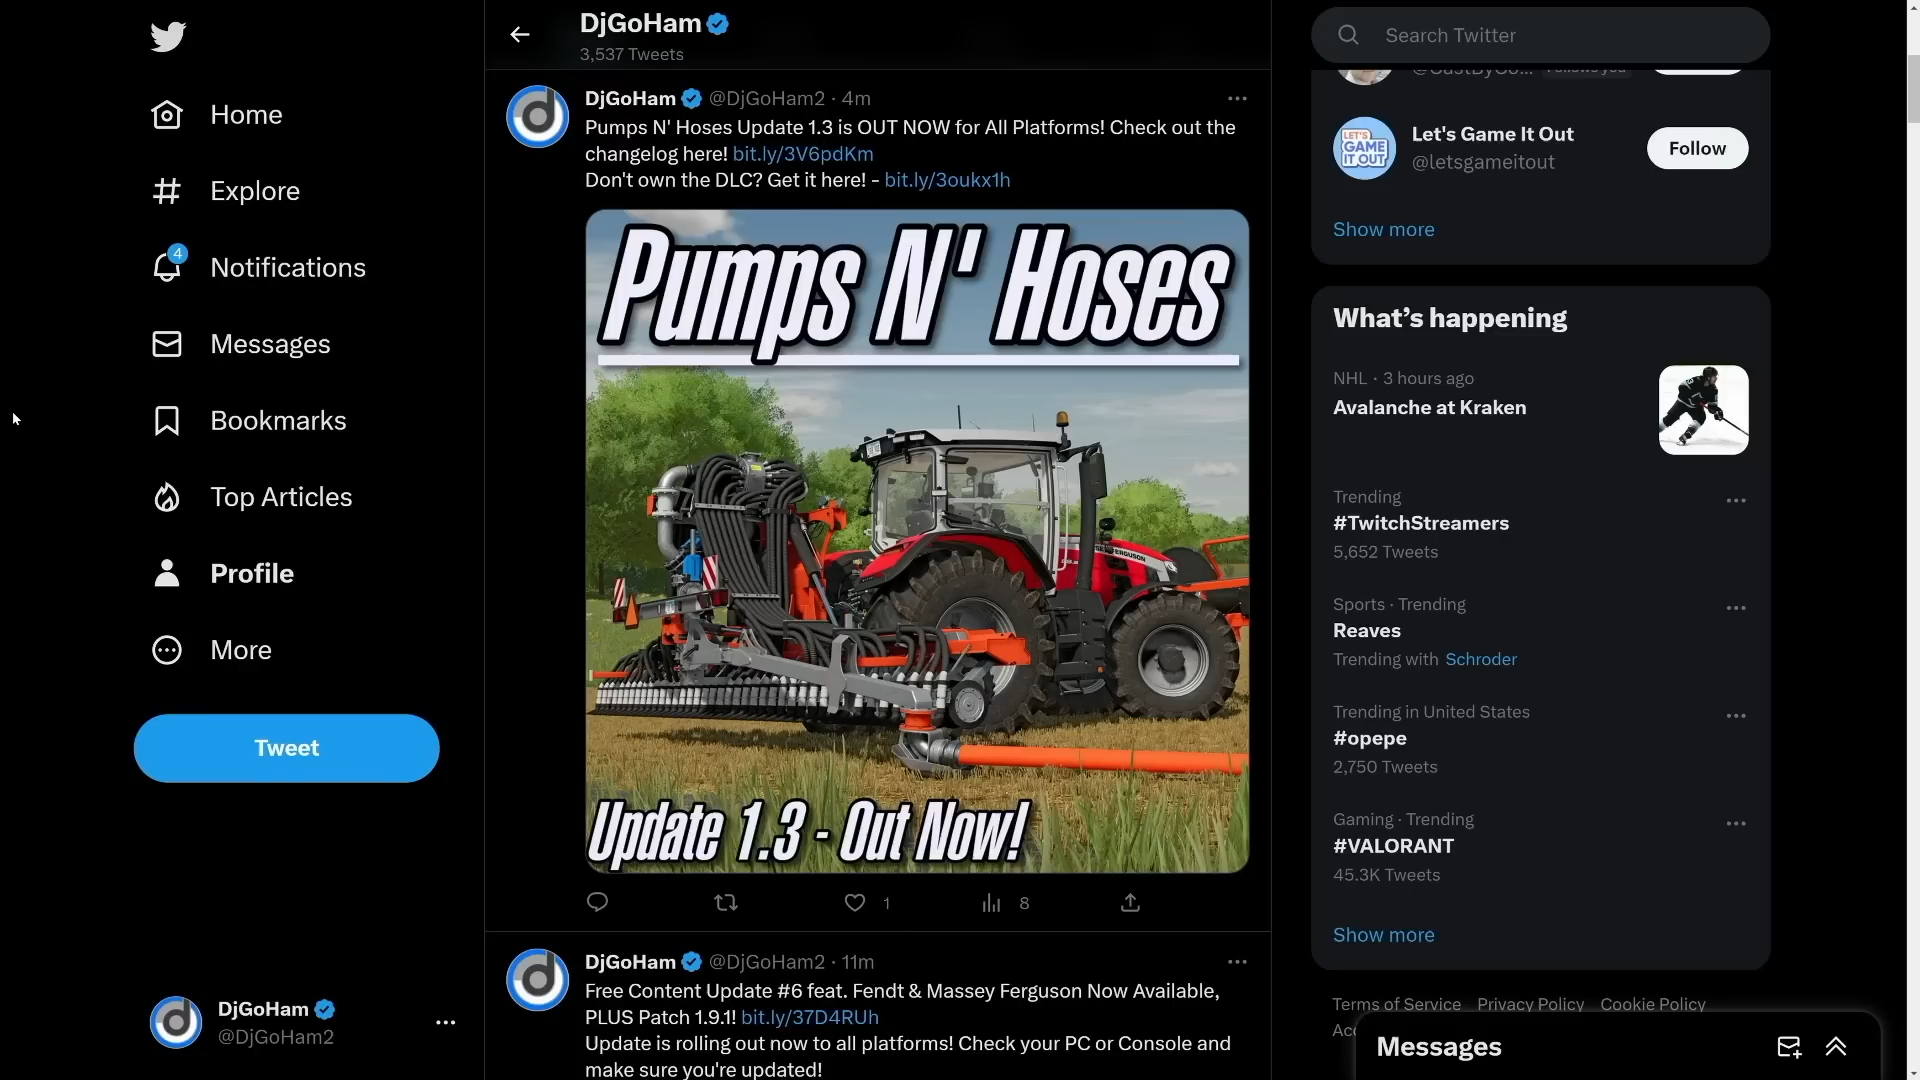 Home
Explore
4
Notifications
Messages
Bookmarks
Top Articles
Profile
More
Tweet
DjGoHam
@DjGoHam2
DjGoHam
3,537 Tweets
DjGoHam @DjGoHam2 · 4m
Pumps N' Hoses Update 1.3 is OUT NOW for All Platforms! Check out the
changelog here! bit.ly/3V6pdKm
Don't own the DLC? Get it here! - bit.ly/3oukx1h
Pumps N' Hoses
Update 1.3 - Out Now!
1
8
DjGoHam @DjGoHam2 · 11m
Free Content Update #6 feat. Fendt & Massey Ferguson Now Available,
PLUS Patch 1.9.1! bit.ly/37D4RUh
Update is rolling out now to all platforms! Check your PC or Console and
make sure you're updated!
Search Twitter
Follows you
LET'S
GAME
IT OUT
Let's Game It Out
@letsgameitout
Follow
Show more
What's happening
NHL · 3 hours ago
Avalanche at Kraken
Trending
#TwitchStreamers
5,652 Tweets
Sports · Trending
Reaves
Trending with Schroder
Trending in United States
#opepe
2,750 Tweets
Gaming · Trending
#VALORANT
45.3K Tweets
Show more
Terms of Service Privacy Policy Cookie Policy
Messages